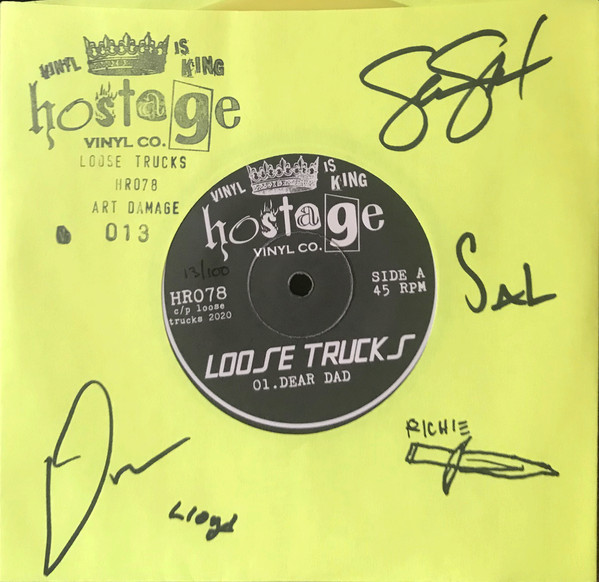 VINYL IS KING
hostage
VINYL CO.
LOOSE TRUCKS
HR078
ART DAMAGE
013
VINYL IS KING
hostage
VINYL CO.
13/100
HR078
c/p loose
trucks 2020
SIDE A
45 RPM
LOOSE TRUCKS
01.DEAR DAD
SAL
RICHIE
Lloyd